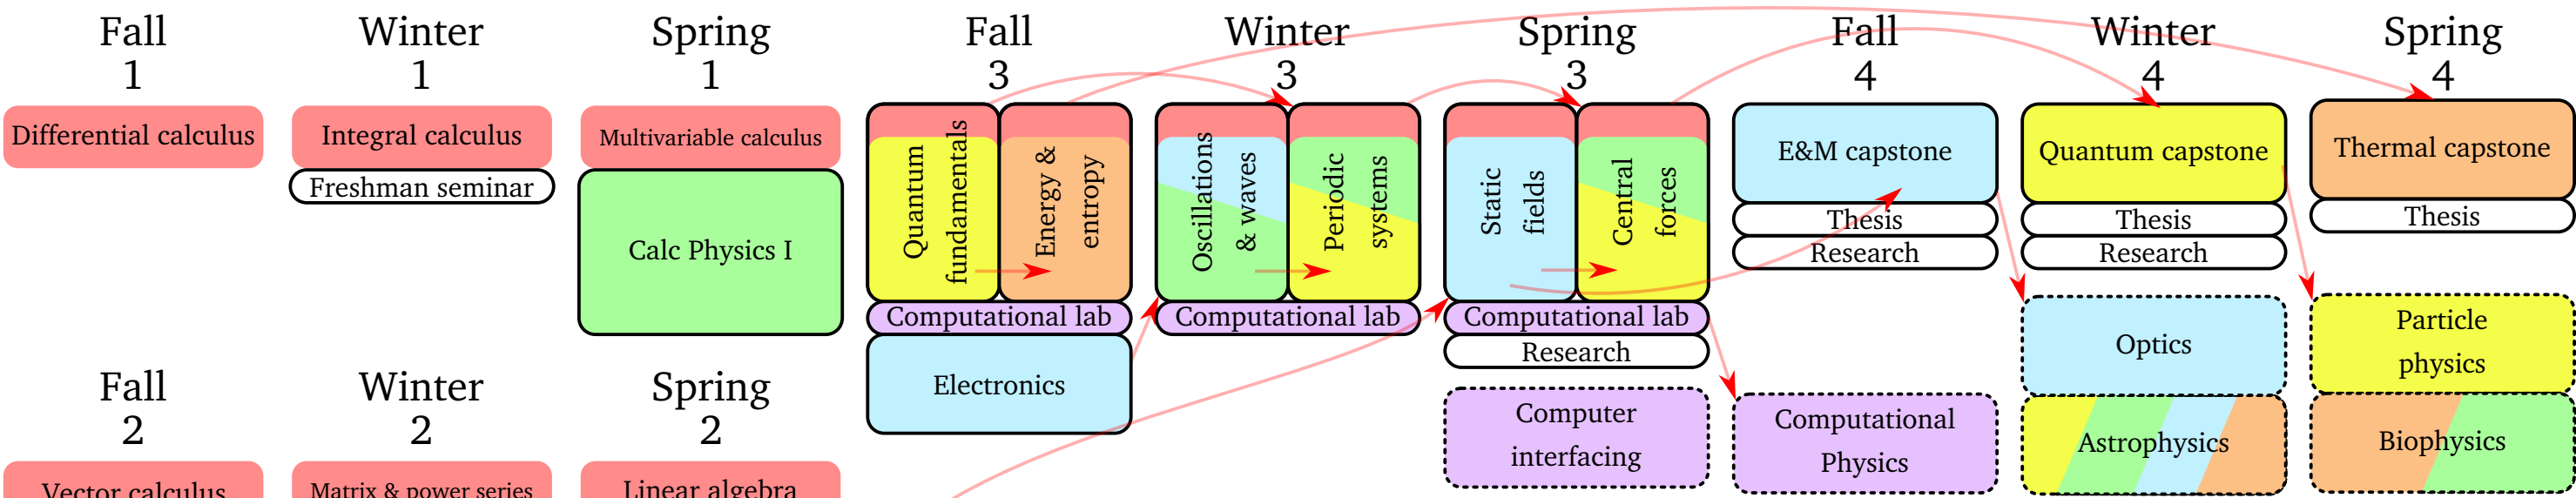 Fall
1
Winter
1
Spring
1
Fall
3
Winter
3
Spring
3
Fall
4
Winter
4
Spring
4
Differential calculus
Integral calculus
Freshman seminar
Multivariable calculus
Calc Physics I
Quantum
fundamentals
Energy &
entropy
Computational lab
Electronics
Oscillations
& waves
Periodic
systems
Computational lab
Static
fields
Central
forces
Computational lab
Research
Computer
interfacing
E&M capstone
Thesis
Research
Computational
Physics
Quantum capstone
Thesis
Research
Optics
Astrophysics
Thermal capstone
Thesis
Particle
physics
Biophysics
Fall
2
Winter
2
Spring
2
Vector calculus
Matrix & power series
Linear algebra